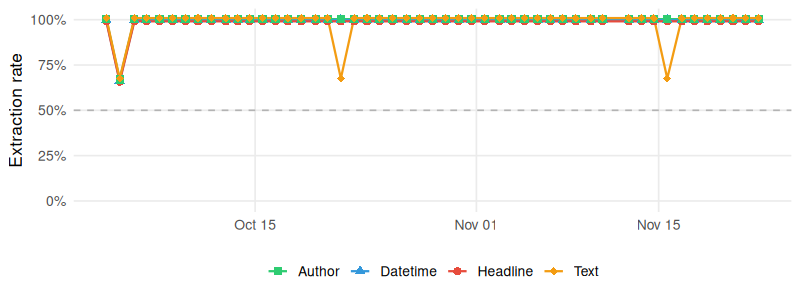 Extraction rate
100%
75%
50%
25%
0%
Oct 15 Nov 01 Nov 15
Author Datetime Headline Text